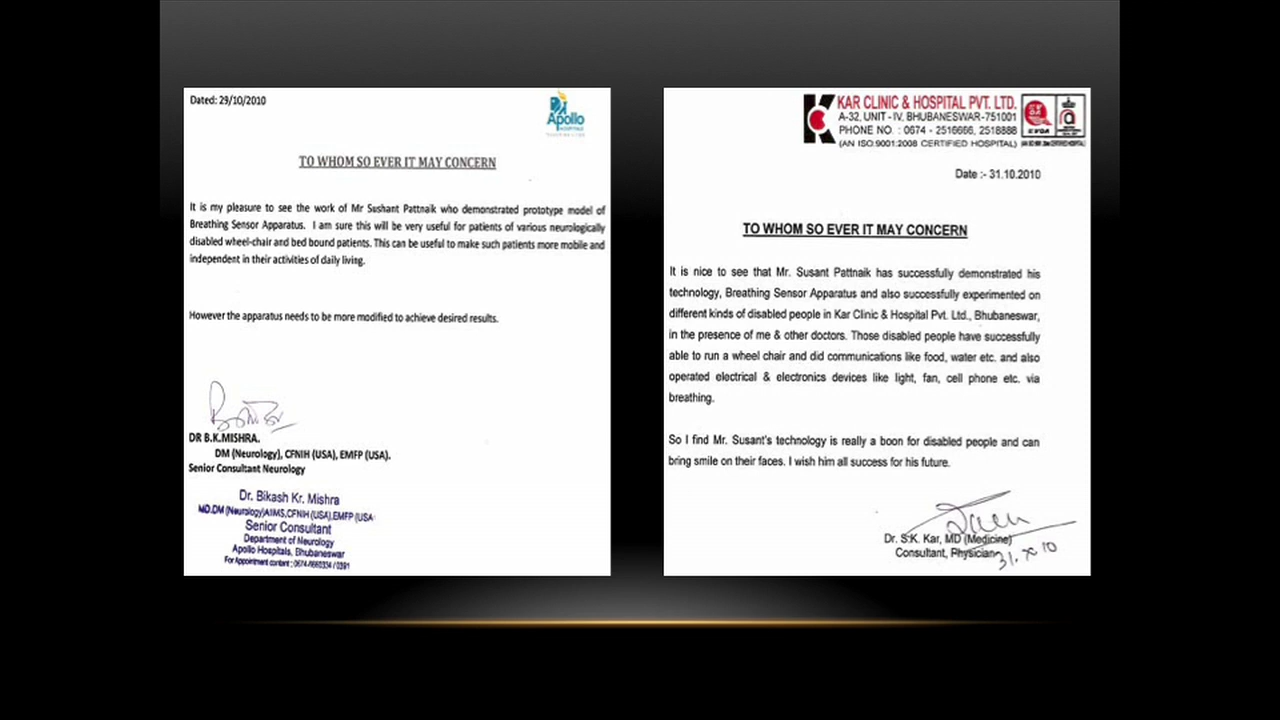 Dated: 29/10/2010
Apollo
HOSPITALS
TO WHOM SO EVER IT MAY CONCERN
It is my pleasure to see the work of Mr Sushant Pattnaik who demonstrated prototype model of
Breathing Sensor Apparatus. I am sure this will be very useful for patients of various neurologically
disabled wheel-chair and bed bound patients. This can be useful to make such patients more mobile and
independent in their activities of daily living.
However the apparatus needs to be more modified to achieve desired results.
DR B.K.MISHRA.
DM (Neurology), CFNIH (USA), EMFP (USA).
Senior Consultant Neurology
Dr. Bikash Kr. Mishra
MD.DM (Neurology)AIIMS,CFNIH (USA),EMFP (USA
Senior Consultant
Department of Neurology
Apollo Hospitals, Bhubaneswar
For Appointment content :
KAR CLINIC & HOSPITAL PVT. LTD.
A-32, UNIT - IV, BHUBANESWAR-751001
PHONE NO. : 0674 - 2516666, 2518888
(AN ISO:9001:2008 CERTIFIED HOSPITAL)
Date :- 31.10.2010
TO WHOM SO EVER IT MAY CONCERN
It is nice to see that Mr. Susant Pattnaik has successfully demonstrated his
technology, Breathing Sensor Apparatus and also successfully experimented on
different kinds of disabled people in Kar Clinic & Hospital Pvt. Ltd., Bhubaneswar,
in the presence of me & other doctors. Those disabled people have successfully
able to run a wheel chair and did communications like food, water etc. and also
operated electrical & electronics devices like light, fan, cell phone etc. via
breathing.
So I find Mr. Susant's technology is really a boon for disabled people and can
bring smile on their faces. I wish him all success for his future.
Dr. S.K. Kar, MD (Medicine)
Consultant, Physician
31. X 10